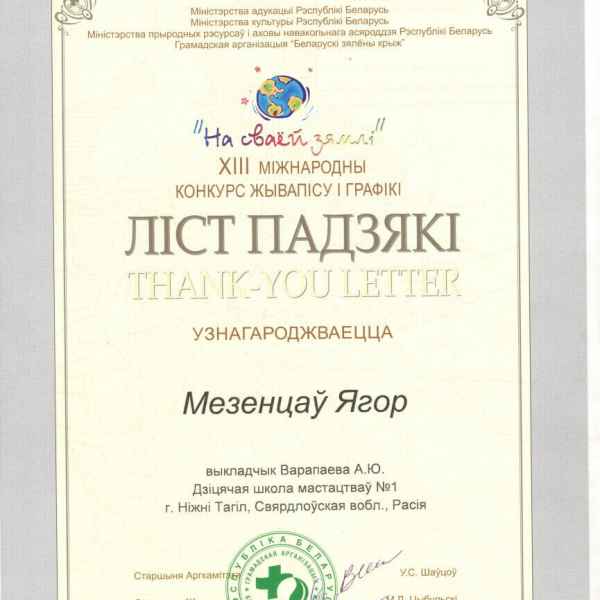 Міністэрства адукацыі Рэспублікі Беларусь
Міністэрства культуры Рэспублікі Беларусь
Міністэрства прыродных рэсурсаў і аховы навакольнага асяроддзя Рэспублікі Беларусь
Грамадская арганізацыя "Беларускі зялёны крыж"
"На сваёй зямлі"
XIII МІЖНАРОДНЫ
КОНКУРС ЖЫВАПІСУ І ГРАФІКІ
ЛІСТ ПАДЗЯКІ
THANK-YOU LETTER
УЗНАГАРОДЖВАЕЦЦА
Мезенцаў Ягор
выкладчык Варапаева А.Ю.
Дзіцячая школа мастацтваў №1
г. Ніжні Тагіл, Свярдлоўская вобл., Расія
Старшыня Аргкамітэ
У.С. Шаўцоў